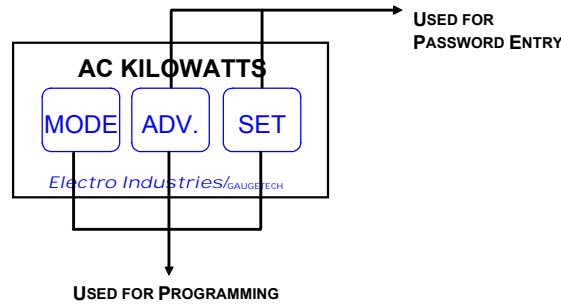 USED FOR
PASSWORD ENTRY
AC KILOWATTS
MODE ADV. SET
Electro Industries/GAUGETECH
USED FOR PROGRAMMING